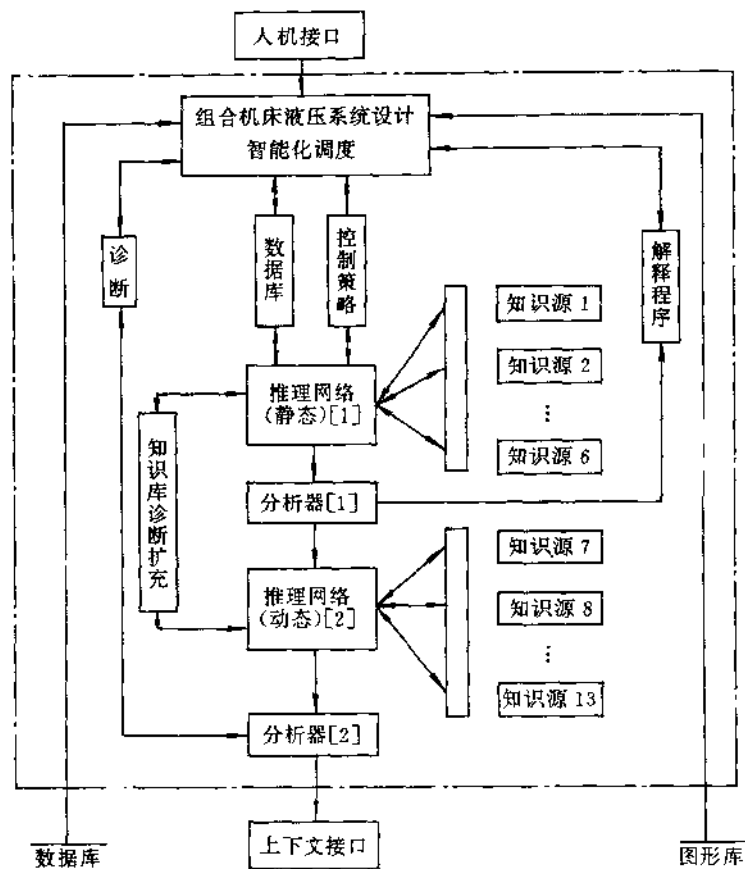 人机接口
组合机床液压系统设计
智能化调度
诊断
数据库
控制策略
解释程序
知识源 1
推理网络
(静态)[1]
知识源 2
…
知识源 6
知识库诊断扩充
分析器[1]
知识源 7
推理网络
(动态)[2]
知识源 8
…
知识源 13
分析器[2]
上下文接口
数据库
图形库